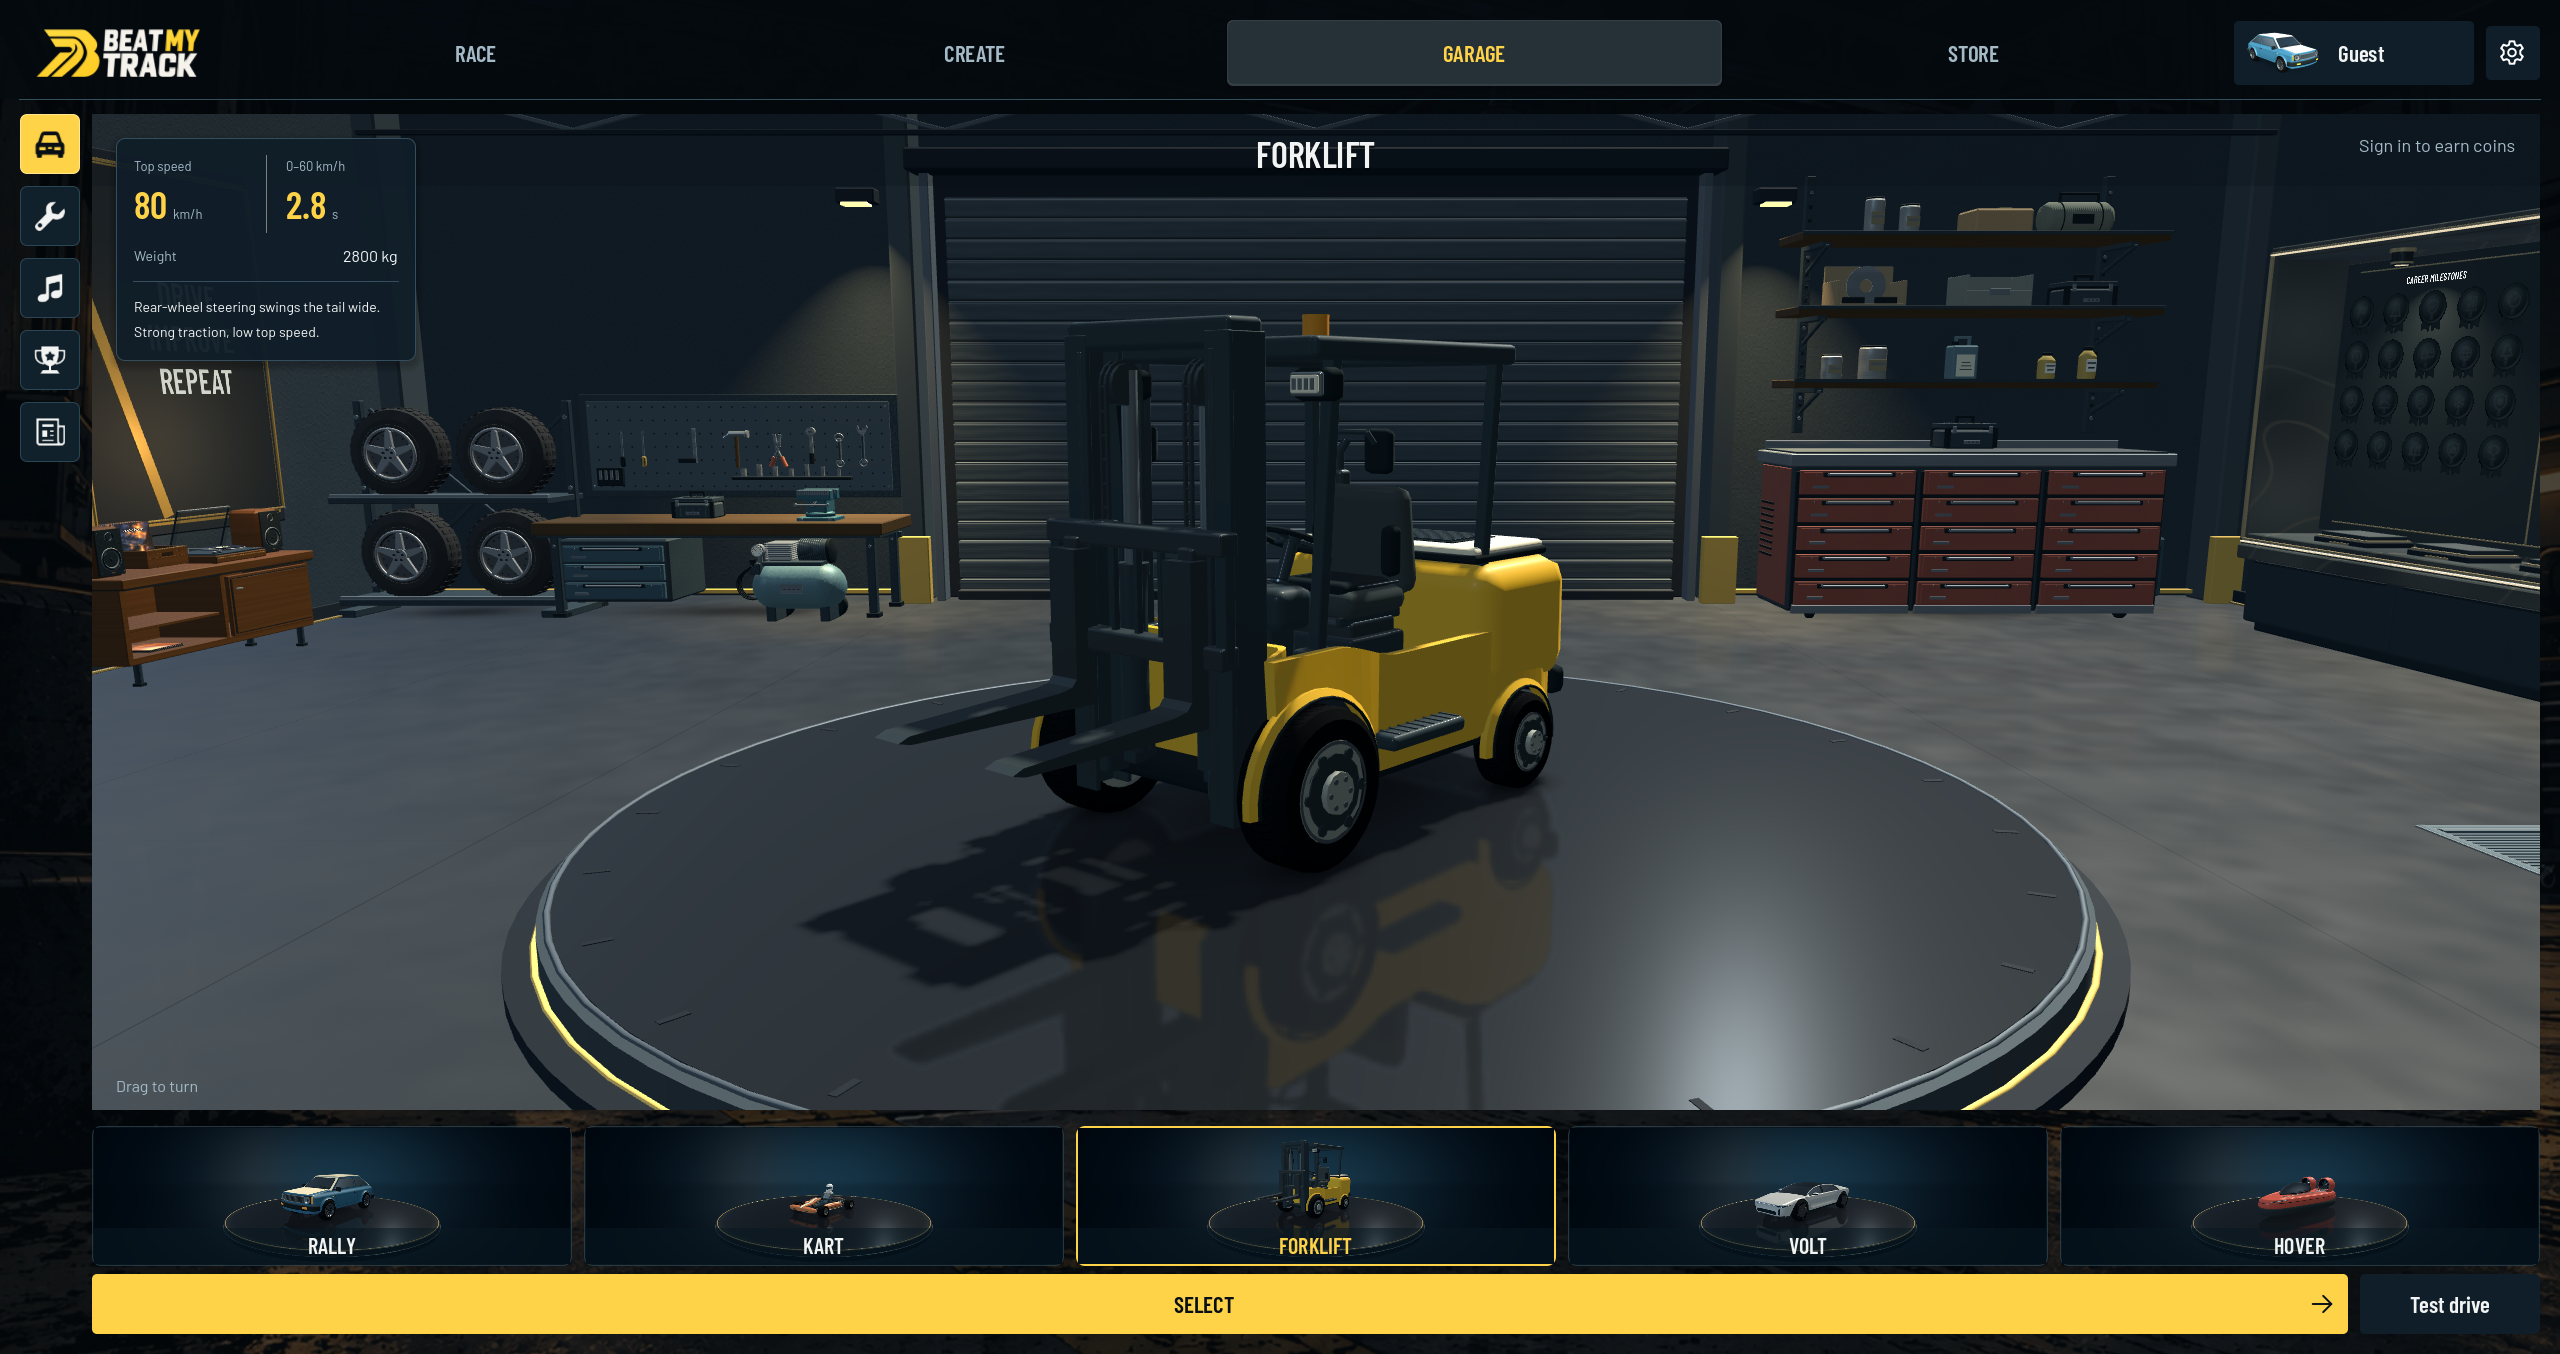 BEATMY
TRACK
RACE
CREATE
GARAGE
STORE
Guest
FORKLIFT
Sign in to earn coins
Top speed
0–60 km/h
80 km/h
2.8 s
Weight
2800 kg
Rear-wheel steering swings the tail wide.
Strong traction, low top speed.
REPEAT
CAREER MILESTONES
Drag to turn
RALLY
KART
FORKLIFT
VOLT
HOVER
SELECT
Test drive